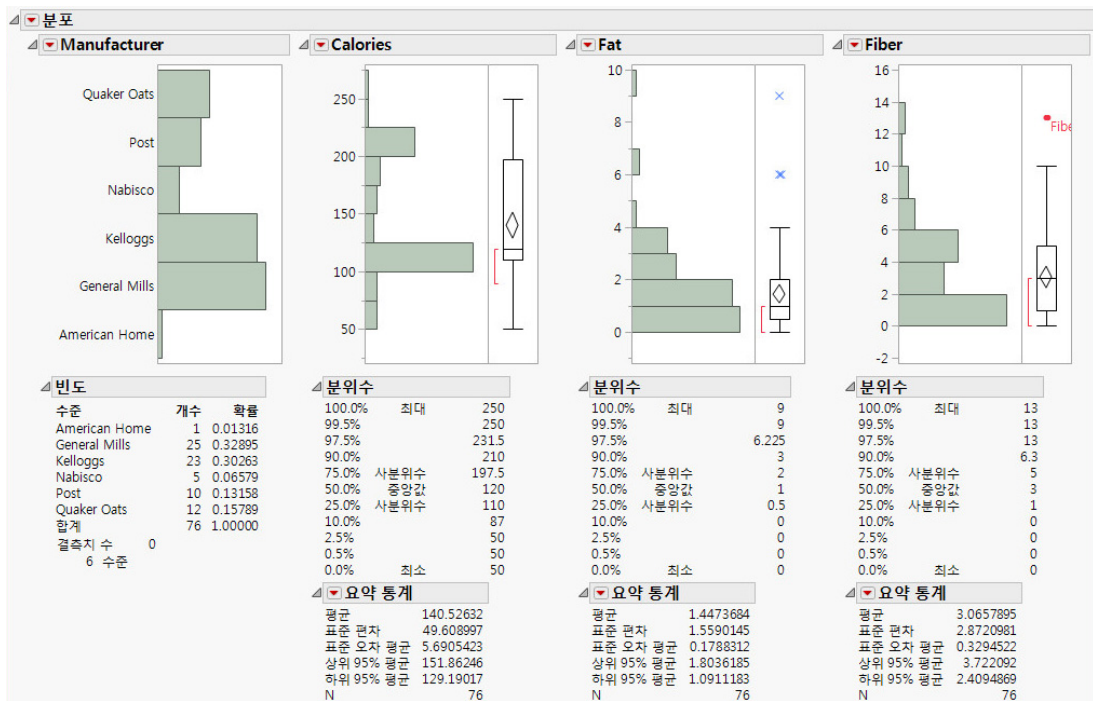 분포
Manufacturer
Quaker Oats
Post
Nabisco
Kelloggs
General Mills
American Home
빈도
수준 개수 확률
American Home 1 0.01316
General Mills 25 0.32895
Kelloggs 23 0.30263
Nabisco 5 0.06579
Post 10 0.13158
Quaker Oats 12 0.15789
합계 76 1.00000
결측치 수 0
6 수준
Calories
250
200
150
100
50
분위수
100.0% 최대 250
99.5% 250
97.5% 231.5
90.0% 210
75.0% 사분위수 197.5
50.0% 중앙값 120
25.0% 사분위수 110
10.0% 87
2.5% 50
0.5% 50
0.0% 최소 50
요약 통계
평균 140.52632
표준 편차 49.608997
표준 오차 평균 5.6905423
상위 95% 평균 151.86246
하위 95% 평균 129.19017
N 76
Fat
10
8
6
4
2
0
분위수
100.0% 최대 9
99.5% 9
97.5% 6.225
90.0% 3
75.0% 사분위수 2
50.0% 중앙값 1
25.0% 사분위수 0.5
10.0% 0
2.5% 0
0.5% 0
0.0% 최소 0
요약 통계
평균 1.4473684
표준 편차 1.5590145
표준 오차 평균 0.1788312
상위 95% 평균 1.8036185
하위 95% 평균 1.0911183
N 76
Fiber
16
14
12
10
8
6
4
2
0
-2
Fibe
분위수
100.0% 최대 13
99.5% 13
97.5% 13
90.0% 6.3
75.0% 사분위수 5
50.0% 중앙값 3
25.0% 사분위수 1
10.0% 0
2.5% 0
0.5% 0
0.0% 최소 0
요약 통계
평균 3.0657895
표준 편차 2.8720981
표준 오차 평균 0.3294522
상위 95% 평균 3.722092
하위 95% 평균 2.4094869
N 76